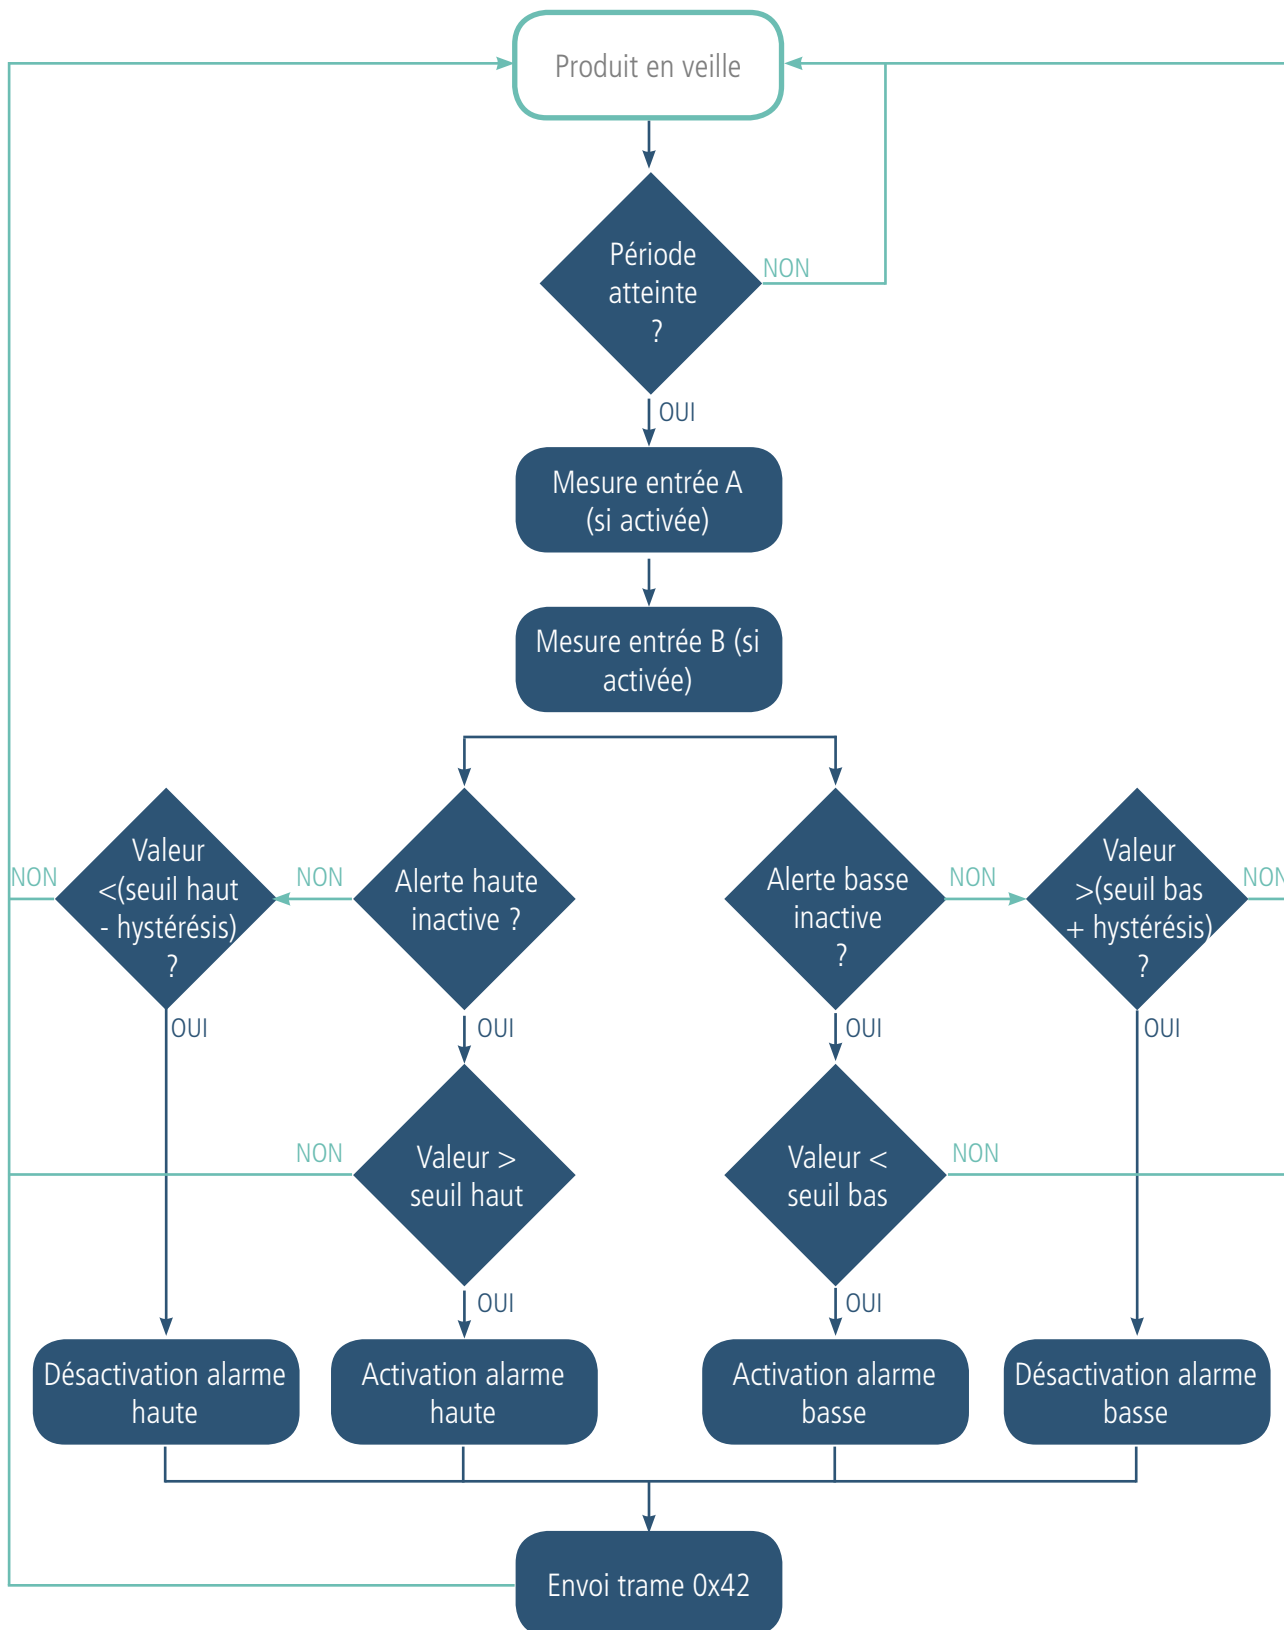 Produit en veille
Période
atteinte
?
NON
OUI
Mesure entrée A
(si activée)
Mesure entrée B (si
activée)
Valeur
<(seuil haut
- hystérésis)
?
NON
OUI
Alerte haute
inactive ?
NON
OUI
Alerte basse
inactive
?
NON
OUI
Valeur
>(seuil bas
+ hystérésis)
?
NON
OUI
Valeur >
seuil haut
NON
OUI
Valeur <
seuil bas
NON
OUI
Désactivation alarme
haute
Activation alarme
haute
Activation alarme
basse
Désactivation alarme
basse
Envoi trame 0x42